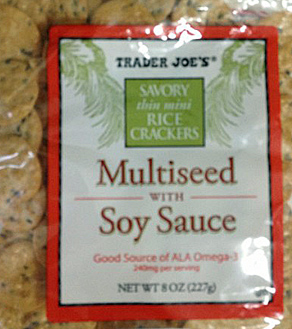 TRADER JOE'S®
SAVORY
thin mini
RICE
CRACKERS
Multiseed
WITH
Soy Sauce
Good Source of ALA Omega-3
240mg per serving
NET WT 8 OZ (227g)